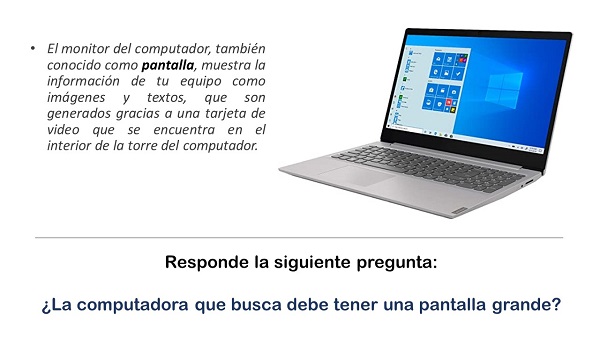 • El monitor del computador, también
conocido como pantalla, muestra la
información de tu equipo como
imágenes y textos, que son
generados gracias a una tarjeta de
video que se encuentra en el
interior de la torre del computador.
Responde la siguiente pregunta:
¿La computadora que busca debe tener una pantalla grande?